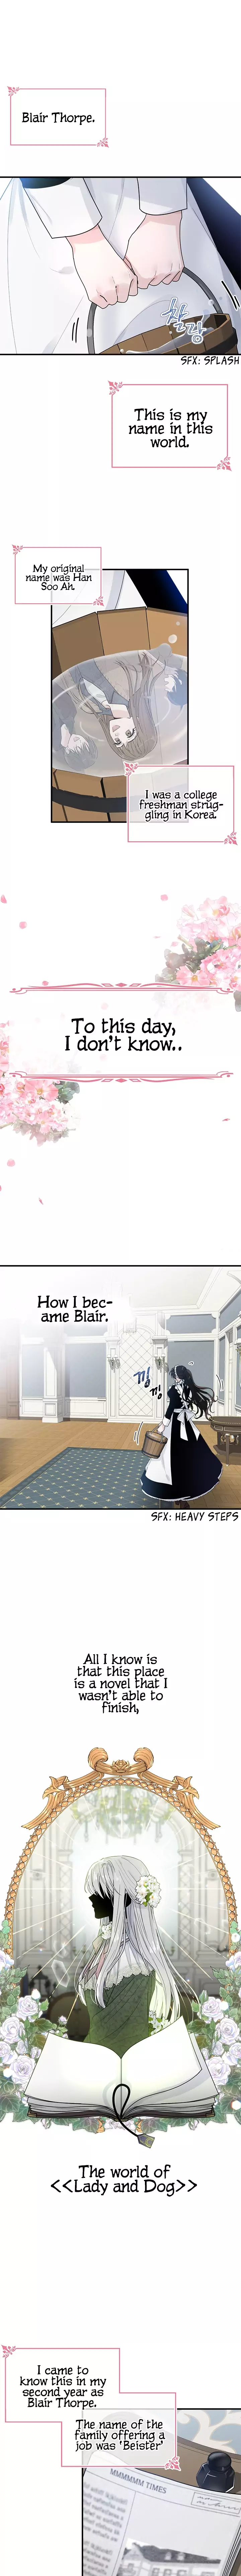 Blair Thorpe.
찰랑
SFX: SPLASH
This is my
name in this
world.
My original
name was Han
Soo Ah.
I was a college
freshman strug-
gling in Korea.
To this day,
I don't know..
How I bec-
ame Blair.
낑
낑
SFX: HEAVY STEPS
All I know is
that this place
is a novel that I
wasn't able to
finish,
The world of
<<Lady and Dog>>
I came to
know this in my
second year as
Blair Thorpe.
The name of the
family offering a
job was 'Beister'
MMMMMM TIMES